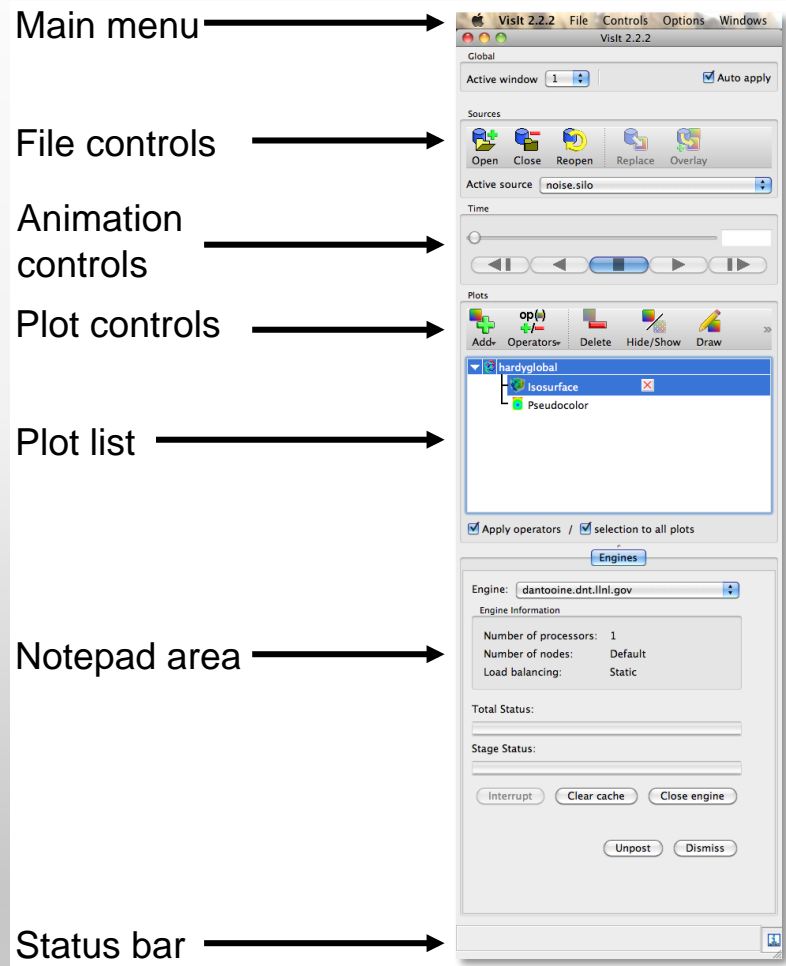 Main menu
VisIt 2.2.2 File Controls Options Windows
VisIt 2.2.2
Global
Active window 1 Auto apply
Sources
File controls
Open Close Reopen Replace Overlay
Active source noise.silo
Time
Animation
controls
Plots
Plot controls
op(=)
+/-
Add Operators Delete Hide/Show Draw »
hardyglobal
Isosurface
Pseudocolor
Plot list
Apply operators / selection to all plots
Engines
Engine: dantooine.dnt.llnl.gov
Engine Information
Number of processors: 1
Notepad area
Number of nodes: Default
Load balancing: Static
Total Status:
Stage Status:
Interrupt Clear cache Close engine
Unpost Dismiss
Status bar